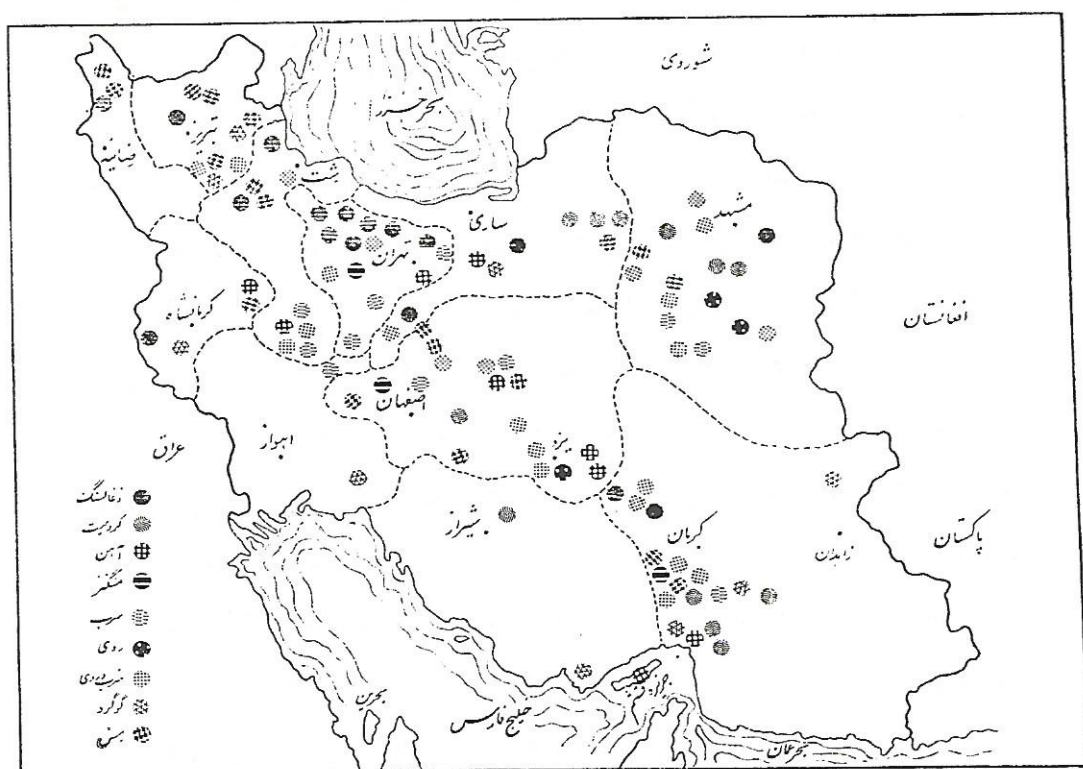 شوروی
بحر خزر
تبریز
رضائیه
رشت
مشهد
ساری
تهران
کرمانشاه
افغانستان
اصفهان
عراق
اهواز
یزد
شیراز
کرمان
زاهدان
پاکستان
ذغالسنگ
کرومیت
آهن
منگنز
سرب
روی
سرب و روی
گوگرد
مس
بحرین
خلیج فارس
بحر عمان